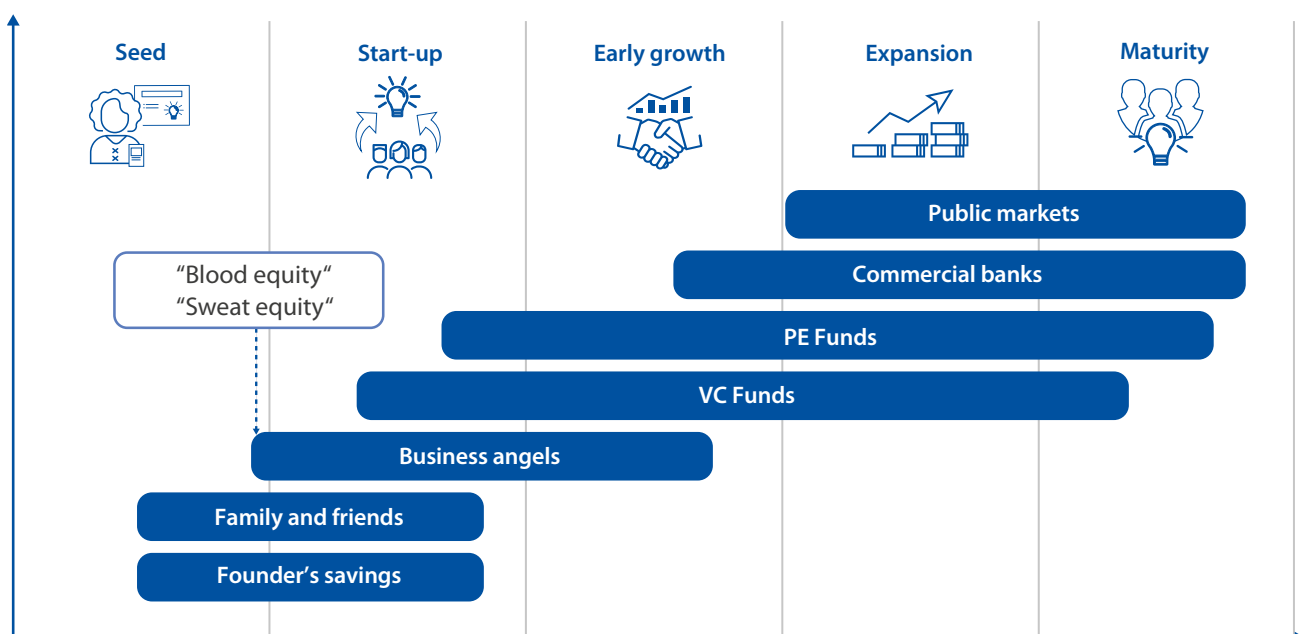 Seed
Start-up
Early growth
Expansion
Maturity
Public markets
“Blood equity“
“Sweat equity“
Commercial banks
PE Funds
VC Funds
Business angels
Family and friends
Founder’s savings